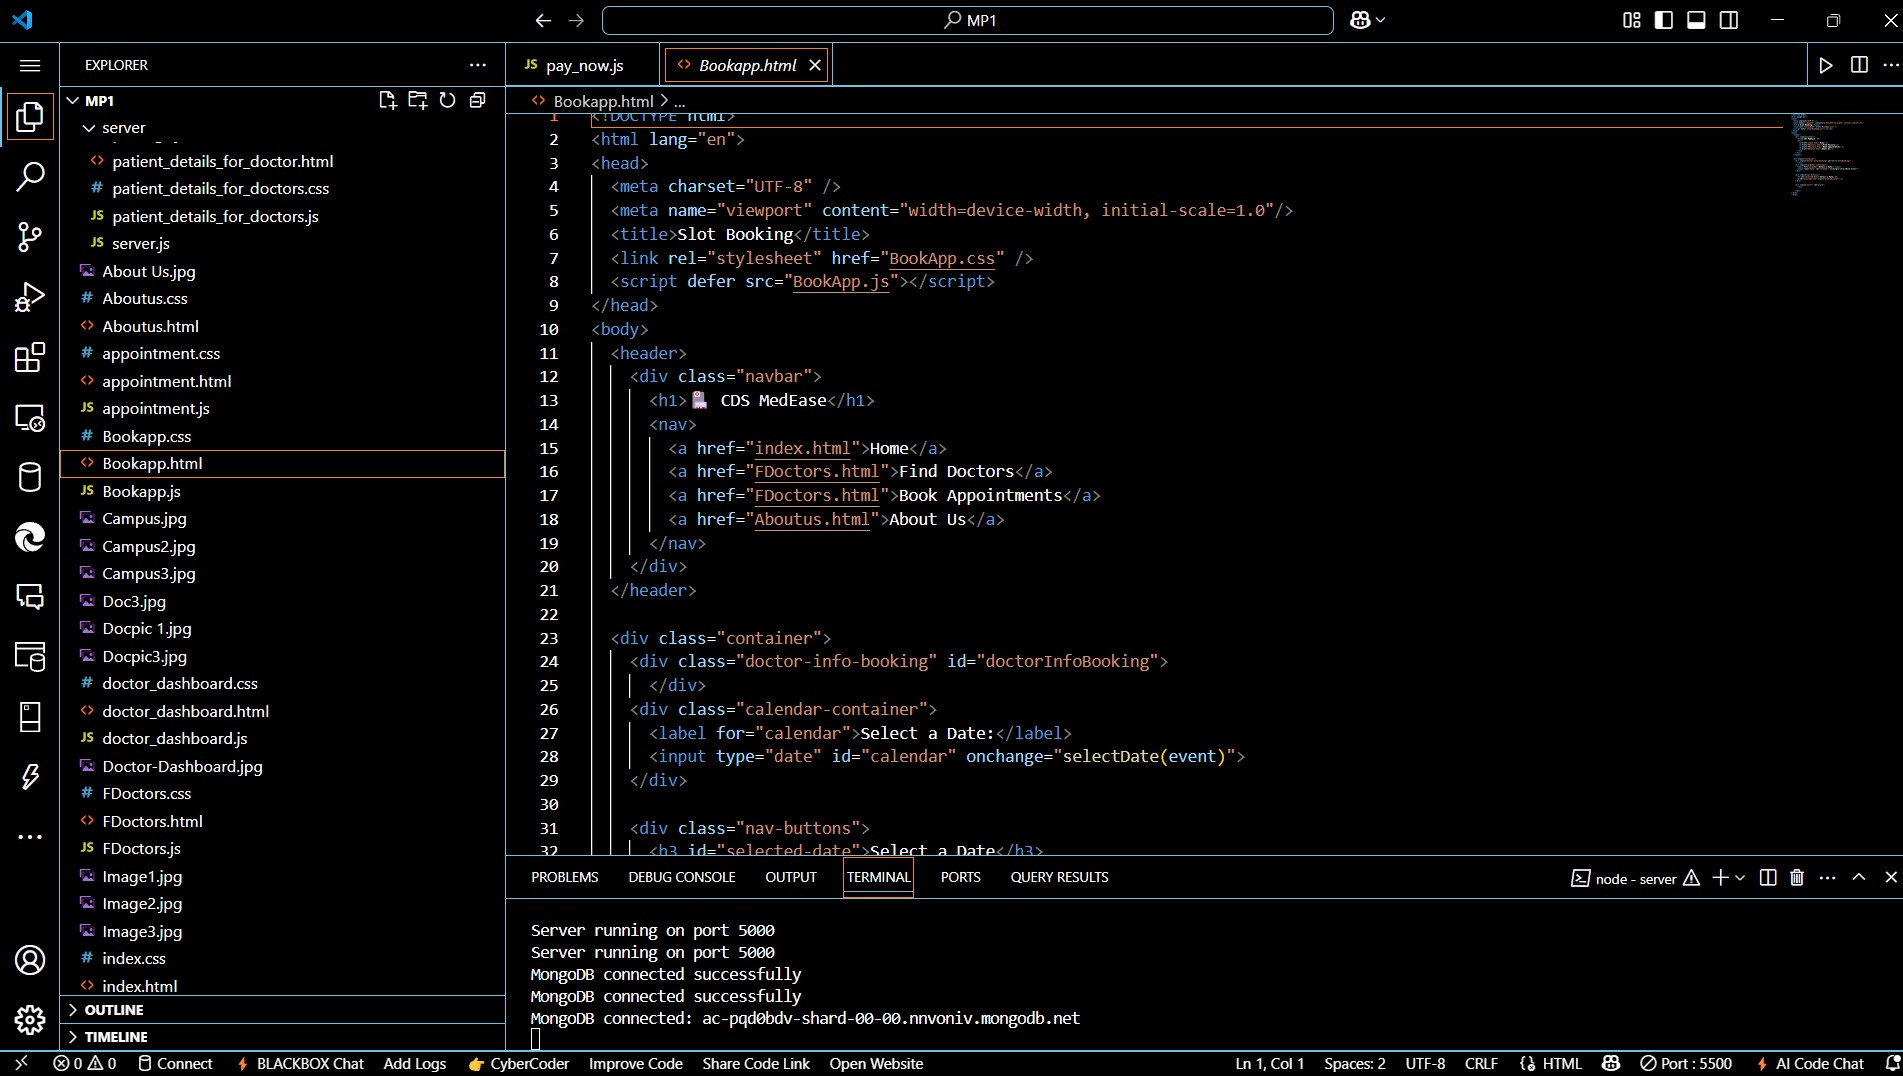 MP1
EXPLORER
MP1
server
patient_details_for_doctor.html
patient_details_for_doctors.css
patient_details_for_doctors.js
server.js
About Us.jpg
Aboutus.css
Aboutus.html
appointment.css
appointment.html
appointment.js
Bookapp.css
Bookapp.html
Bookapp.js
Campus.jpg
Campus2.jpg
Campus3.jpg
Doc3.jpg
Docpic 1.jpg
Docpic3.jpg
doctor_dashboard.css
doctor_dashboard.html
doctor_dashboard.js
Doctor-Dashboard.jpg
FDoctors.css
FDoctors.html
FDoctors.js
Image1.jpg
Image2.jpg
Image3.jpg
index.css
index.html
OUTLINE
TIMELINE
JS pay_now.js
Bookapp.html
Bookapp.html > ...
1 <!DOCTYPE html>
2 <html lang="en">
3 <head>
4 <meta charset="UTF-8" />
5 <meta name="viewport" content="width=device-width, initial-scale=1.0"/>
6 <title>Slot Booking</title>
7 <link rel="stylesheet" href="BookApp.css" />
8 <script defer src="BookApp.js"></script>
9 </head>
10 <body>
11 <header>
12 <div class="navbar">
13 <h1> CDS MedEase</h1>
14 <nav>
15 <a href="index.html">Home</a>
16 <a href="FDoctors.html">Find Doctors</a>
17 <a href="FDoctors.html">Book Appointments</a>
18 <a href="Aboutus.html">About Us</a>
19 </nav>
20 </div>
21 </header>
22
23 <div class="container">
24 <div class="doctor-info-booking" id="doctorInfoBooking">
25 </div>
26 <div class="calendar-container">
27 <label for="calendar">Select a Date:</label>
28 <input type="date" id="calendar" onchange="selectDate(event)">
29 </div>
30
31 <div class="nav-buttons">
32 <h3 id="selected-date">Select a Date</h3>
PROBLEMS DEBUG CONSOLE OUTPUT TERMINAL PORTS QUERY RESULTS
node - server
Server running on port 5000
Server running on port 5000
MongoDB connected successfully
MongoDB connected successfully
MongoDB connected: ac-pqd0bdv-shard-00-00.nnvoniv.mongodb.net
0 0 Connect BLACKBOX Chat Add Logs CyberCoder Improve Code Share Code Link Open Website Ln 1, Col 1 Spaces: 2 UTF-8 CRLF HTML Port : 5500 AI Code Chat